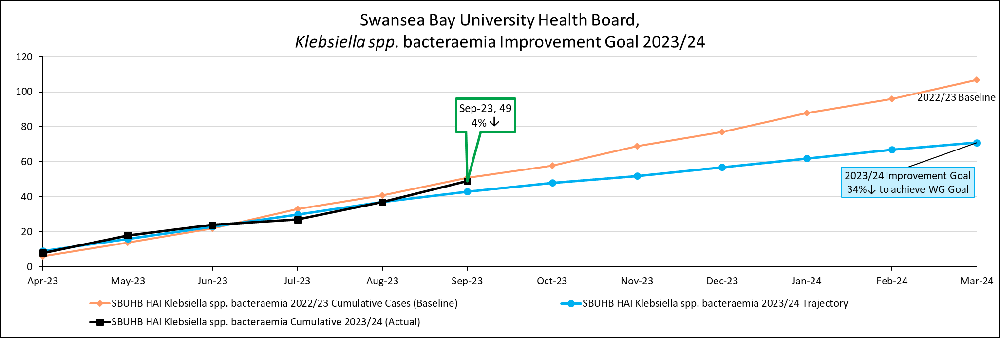 Swansea Bay University Health Board,
Klebsiella spp. bacteraemia Improvement Goal 2023/24
120
100
80
60
40
20
0
Sep-23, 49
4% ↓
2022/23 Baseline
2023/24 Improvement Goal
34%↓ to achieve WG Goal
Apr-23 May-23 Jun-23 Jul-23 Aug-23 Sep-23 Oct-23 Nov-23 Dec-23 Jan-24 Feb-24 Mar-24
SBUHB HAI Klebsiella spp. bacteraemia 2022/23 Cumulative Cases (Baseline)
SBUHB HAI Klebsiella spp. bacteraemia 2023/24 Trajectory
SBUHB HAI Klebsiella spp. bacteraemia Cumulative 2023/24 (Actual)